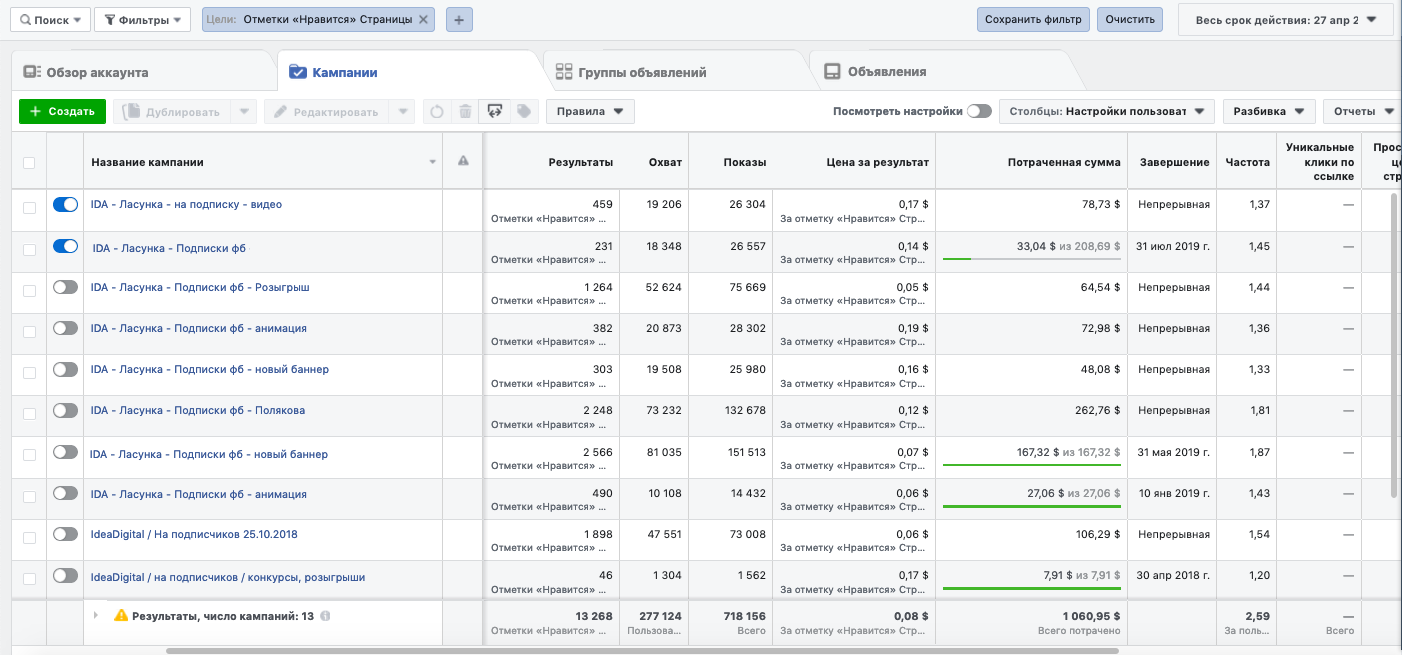 Поиск Фильтры Цели: Отметки «Нравится» Страницы Сохранить фильтр Очистить Весь срок действия: 27 апр 2
Обзор аккаунта Кампании Группы объявлений Объявления
+ Создать Дублировать Редактировать Правила Посмотреть настройки Столбцы: Настройки пользоват Разбивка Отчеты
Название кампании Результаты Охват Показы Цена за результат Потраченная сумма Завершение Частота Уникальные клики по ссылке
IDA - Ласунка - на подписку - видео 459 19 206 26 304 0,17 $ 78,73 $ Непрерывная 1,37 —
Отметки «Нравится» ... За отметку «Нравится» Стр...
IDA - Ласунка - Подписки фб 231 18 348 26 557 0,14 $ 33,04 $ из 208,69 $ 31 июл 2019 г. 1,45 —
Отметки «Нравится» ... За отметку «Нравится» Стр...
IDA - Ласунка - Подписки фб - Розыгрыш 1 264 52 624 75 669 0,05 $ 64,54 $ Непрерывная 1,44 —
Отметки «Нравится» ... За отметку «Нравится» Стр...
IDA - Ласунка - Подписки фб - анимация 382 20 873 28 302 0,19 $ 72,98 $ Непрерывная 1,36 —
Отметки «Нравится» ... За отметку «Нравится» Стр...
IDA - Ласунка - Подписки фб - новый баннер 303 19 508 25 980 0,16 $ 48,08 $ Непрерывная 1,33 —
Отметки «Нравится» ... За отметку «Нравится» Стр...
IDA - Ласунка - Подписки фб - Полякова 2 248 73 232 132 678 0,12 $ 262,76 $ Непрерывная 1,81 —
Отметки «Нравится» ... За отметку «Нравится» Стр...
IDA - Ласунка - Подписки фб - новый баннер 2 566 81 035 151 513 0,07 $ 167,32 $ из 167,32 $ 31 мая 2019 г. 1,87 —
Отметки «Нравится» ... За отметку «Нравится» Стр...
IDA - Ласунка - Подписки фб - анимация 490 10 108 14 432 0,06 $ 27,06 $ из 27,06 $ 10 янв 2019 г. 1,43 —
Отметки «Нравится» ... За отметку «Нравится» Стр...
IdeaDigital / На подписчиков 25.10.2018 1 898 47 551 73 008 0,06 $ 106,29 $ Непрерывная 1,54 —
Отметки «Нравится» ... За отметку «Нравится» Стр...
IdeaDigital / на подписчиков / конкурсы, розыгрыши 46 1 304 1 562 0,17 $ 7,91 $ из 7,91 $ 30 апр 2018 г. 1,20 —
Отметки «Нравится» ... За отметку «Нравится» Стр...
Результаты, число кампаний: 13 13 268 277 124 718 156 0,08 $ 1 060,95 $ 2,59 —
Отметки «Нравится» ... Пользова... Всего За отметку «Нравится» Стр... Всего потрачено За поль... Всего